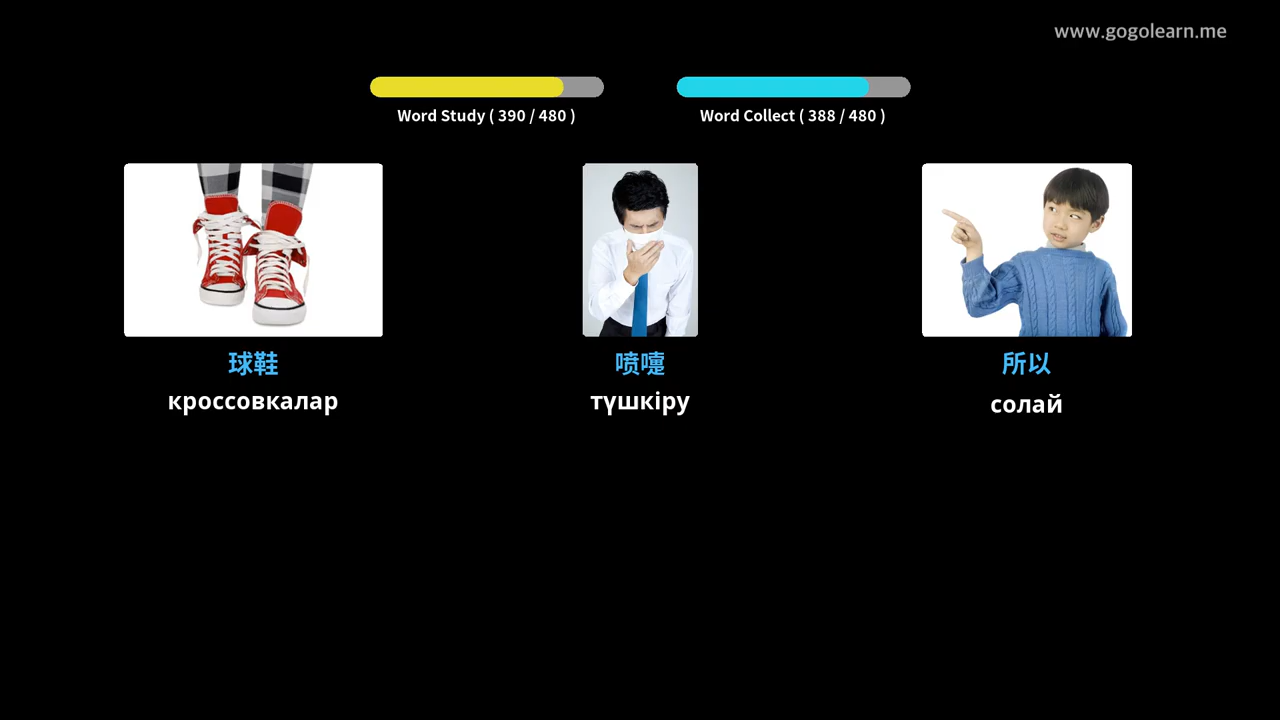 www.gogolearn.me
Word Study ( 390 / 480 )
Word Collect ( 388 / 480 )
球鞋
喷嚏
所以
кроссовкалар
түшкіру
солай